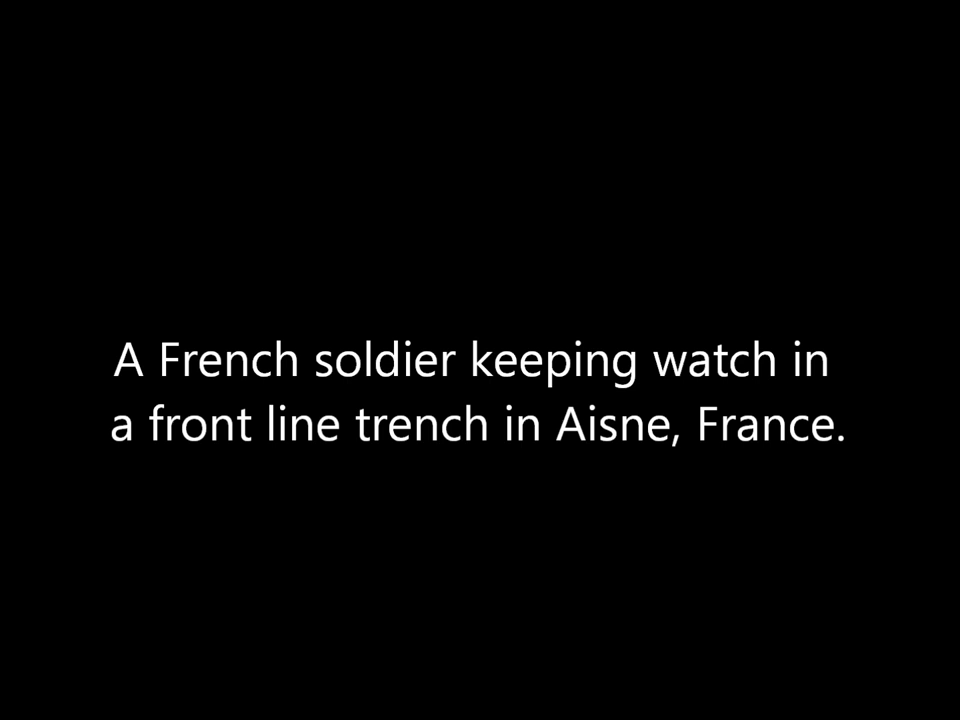 A French soldier keeping watch in
a front line trench in Aisne, France.